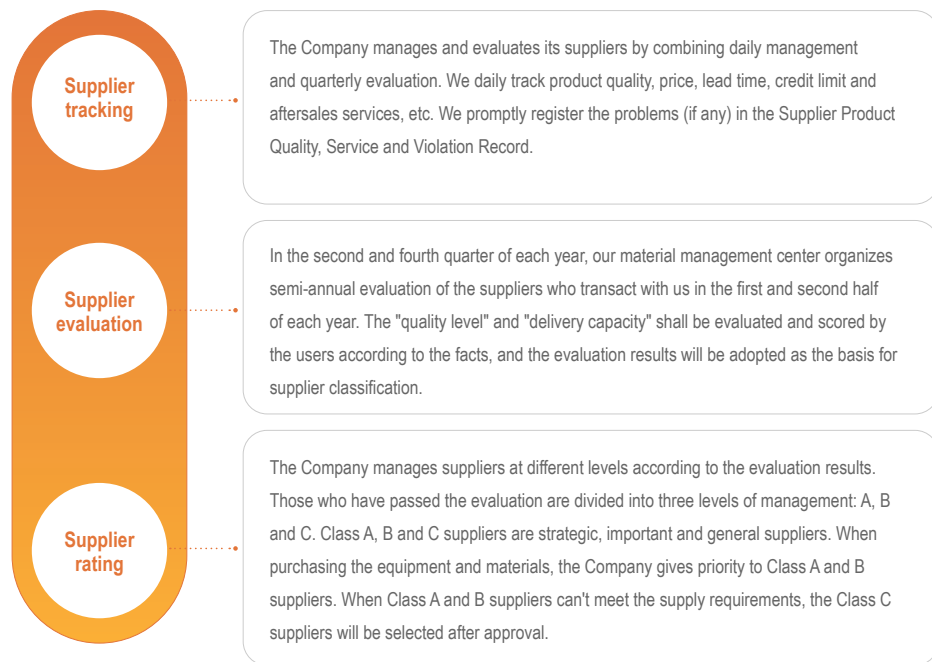 Supplier
tracking
The Company manages and evaluates its suppliers by combining daily management
and quarterly evaluation. We daily track product quality, price, lead time, credit limit and
aftersales services, etc. We promptly register the problems (if any) in the Supplier Product
Quality, Service and Violation Record.
Supplier
evaluation
In the second and fourth quarter of each year, our material management center organizes
semi-annual evaluation of the suppliers who transact with us in the first and second half
of each year. The "quality level" and "delivery capacity" shall be evaluated and scored by
the users according to the facts, and the evaluation results will be adopted as the basis for
supplier classification.
Supplier
rating
The Company manages suppliers at different levels according to the evaluation results.
Those who have passed the evaluation are divided into three levels of management: A, B
and C. Class A, B and C suppliers are strategic, important and general suppliers. When
purchasing the equipment and materials, the Company gives priority to Class A and B
suppliers. When Class A and B suppliers can't meet the supply requirements, the Class C
suppliers will be selected after approval.